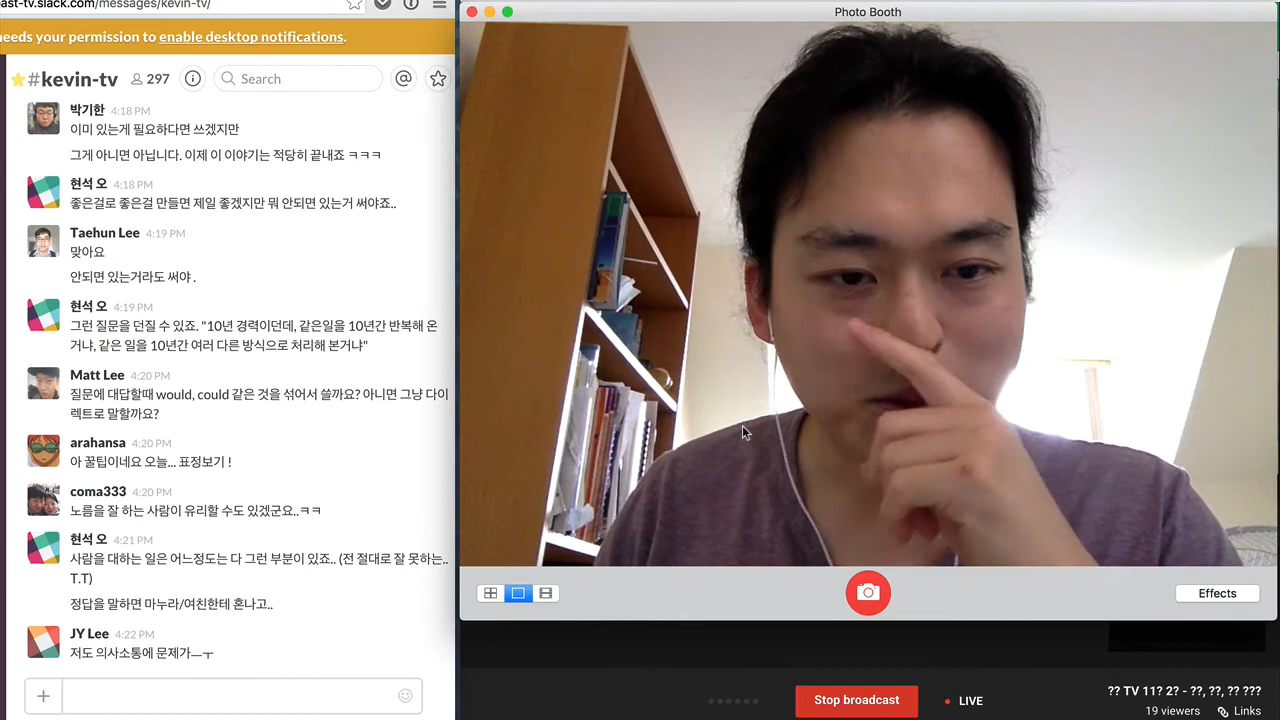 ast-tv.slack.com/messages/kevin-tv/
eeds your permission to enable desktop notifications.
#kevin-tv 297 Search
박기한 4:18 PM
이미 있는게 필요하다면 쓰겠지만
그게 아니면 아닙니다. 이제 이 이야기는 적당히 끝내죠 ㅋㅋㅋ
현석 오 4:18 PM
좋은걸로 좋은걸 만들면 제일 좋겠지만 뭐 안되면 있는거 써야죠..
Taehun Lee 4:19 PM
맞아요
안되면 있는거라도 써야 .
현석 오 4:19 PM
그런 질문을 던질 수 있죠. "10년 경력이던데, 같은일을 10년간 반복해 온
거냐, 같은 일을 10년간 여러 다른 방식으로 처리해 본거냐"
Matt Lee 4:20 PM
질문에 대답할때 would, could 같은 것을 섞어서 쓸까요? 아니면 그냥 다이
렉트로 말할까요?
arahansa 4:20 PM
아 꿀팁이네요 오늘... 표정보기 !
coma333 4:20 PM
노름을 잘 하는 사람이 유리할 수도 있겠군요..ㅋㅋ
현석 오 4:21 PM
사람을 대하는 일은 어느정도는 다 그런 부분이 있죠.. (전 절대로 잘 못하는..
T.T)
정답을 말하면 마누라/여친한테 혼나고..
JY Lee 4:22 PM
저도 의사소통에 문제가ㅡㅜ
Photo Booth
Effects
Stop broadcast
LIVE
?? TV 11? 2? - ??, ??, ?? ???
19 viewers Links